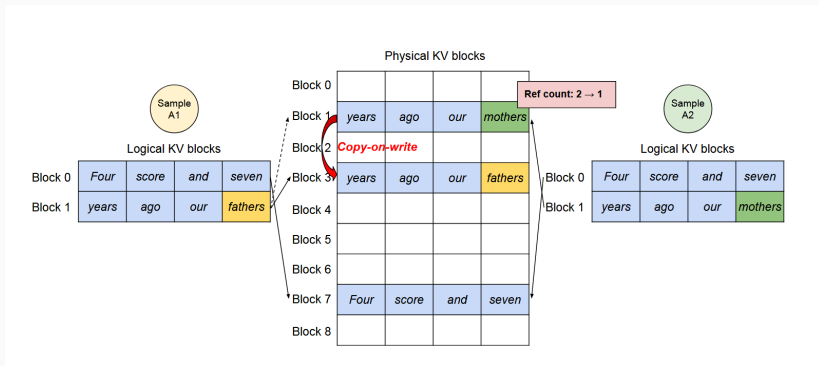 Physical KV blocks
Block 0
Ref count: 2 → 1
Sample
A1
Sample
A2
Block 1 years ago our mothers
Logical KV blocks
Block 2 Copy-on-write
Logical KV blocks
Block 0 Four score and seven
Block 3 years ago our fathers
Block 0 Four score and seven
Block 1 years ago our fathers
Block 4
Block 1 years ago our mothers
Block 5
Block 6
Block 7 Four score and seven
Block 8